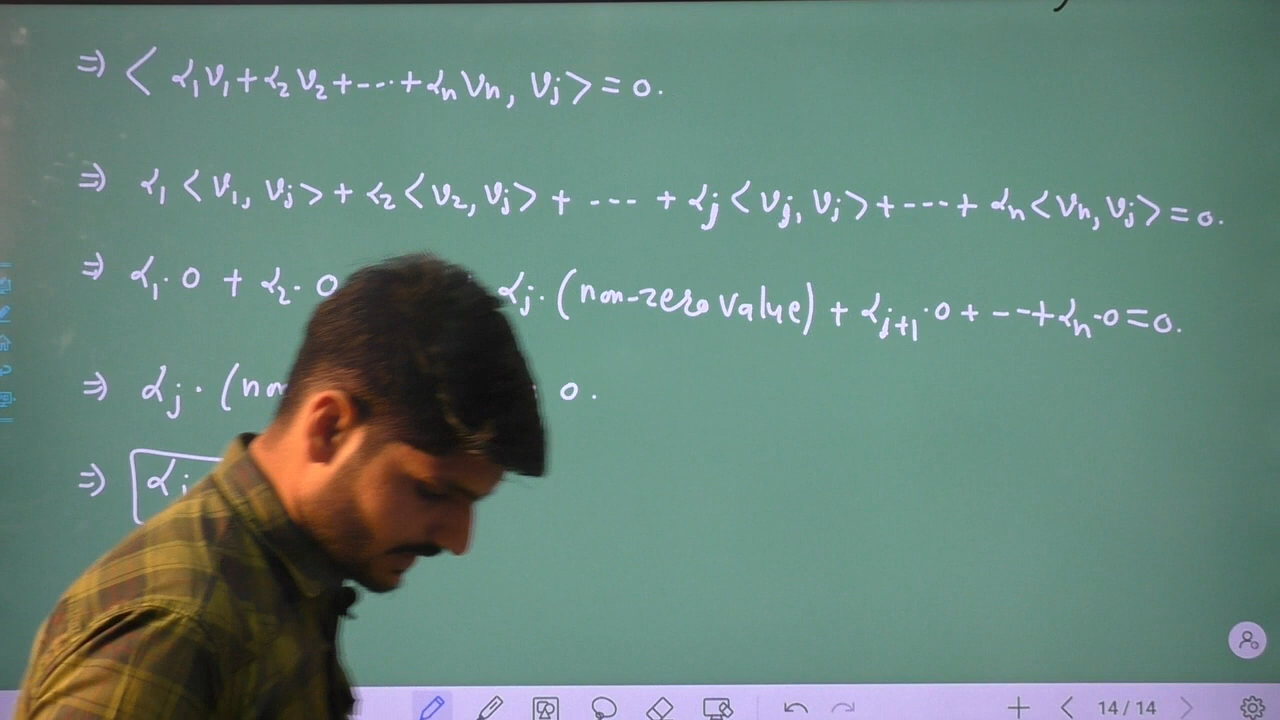 ⇒ < α₁v₁ + α₂v₂ + --- + αₙvₙ, vⱼ > = 0.
⇒ α₁ < v₁, vⱼ > + α₂ < v₂, vⱼ > + --- + αⱼ < vⱼ, vⱼ > + --- + αₙ < vₙ, vⱼ > = 0.
⇒ α₁·0 + α₂·0 αⱼ·(non-zero value) + αⱼ₊₁·0 + --- + αₙ·0 = 0.
⇒ αⱼ·( 0.
⇒ αⱼ
14 / 14